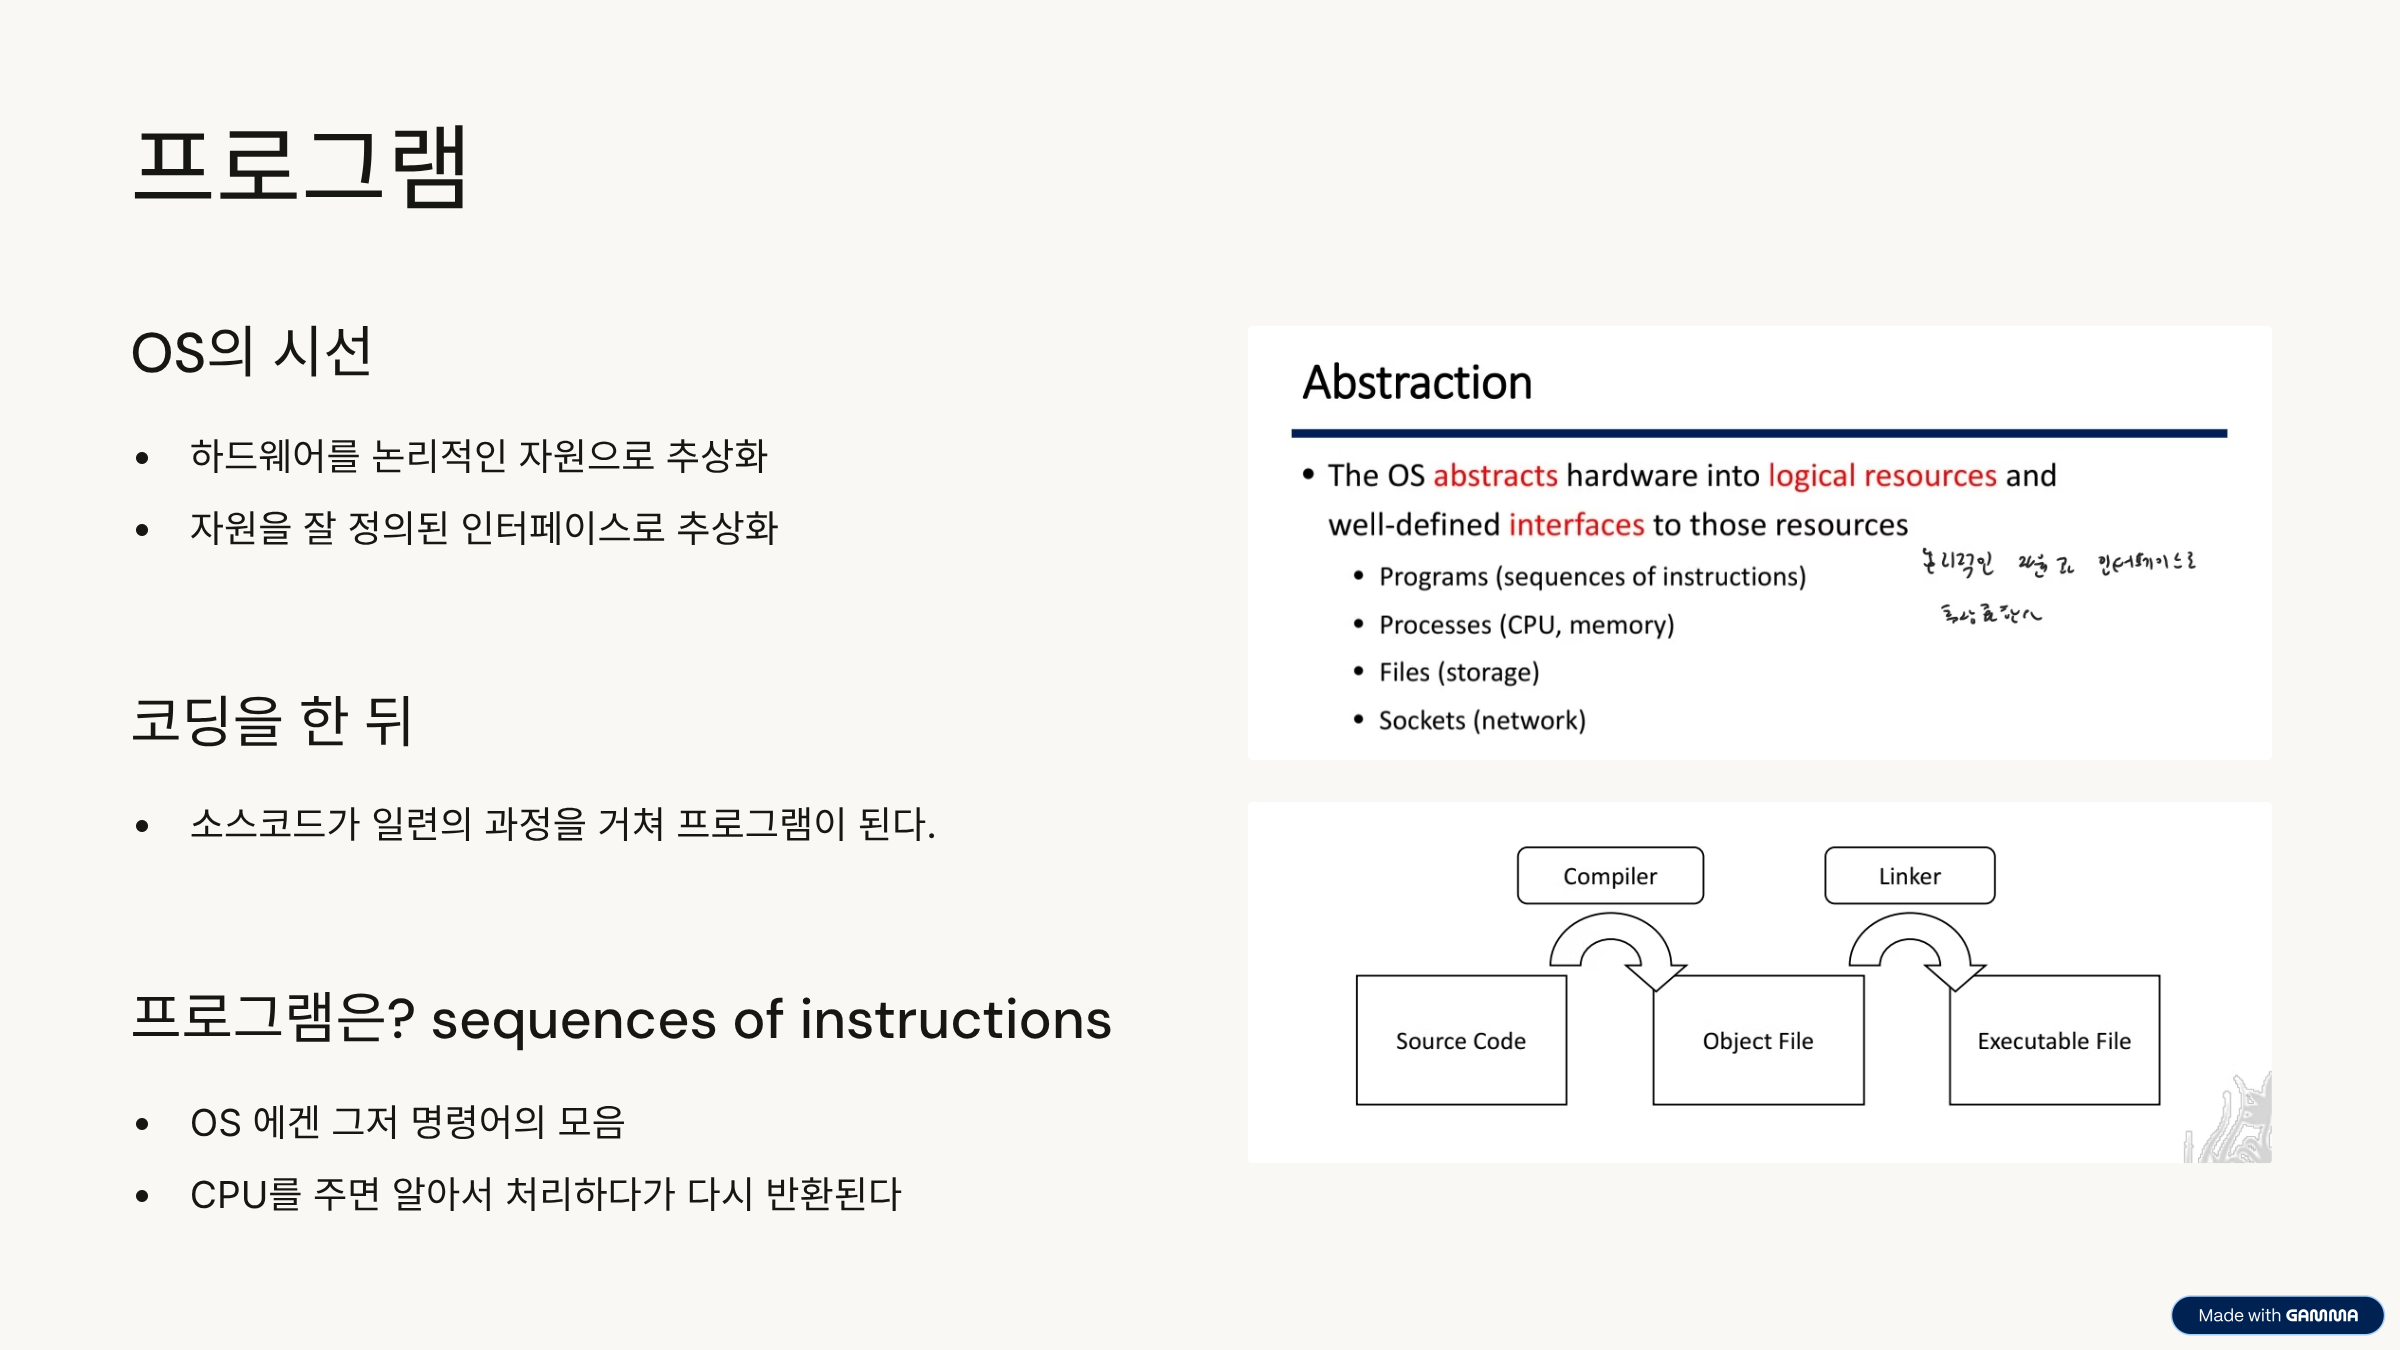 프로그램
OS의 시선
• 하드웨어를 논리적인 자원으로 추상화
• 자원을 잘 정의된 인터페이스로 추상화
코딩을 한 뒤
• 소스코드가 일련의 과정을 거쳐 프로그램이 된다.
프로그램은? sequences of instructions
• OS 에겐 그저 명령어의 모음
• CPU를 주면 알아서 처리하다가 다시 반환된다
Abstraction
• The OS abstracts hardware into logical resources and
well-defined interfaces to those resources
논리적인 자원과 인터페이스로
• Programs (sequences of instructions)
• Processes (CPU, memory)
• Files (storage)
• Sockets (network)
Compiler
Linker
Source Code
Object File
Executable File
Made with GAMMA